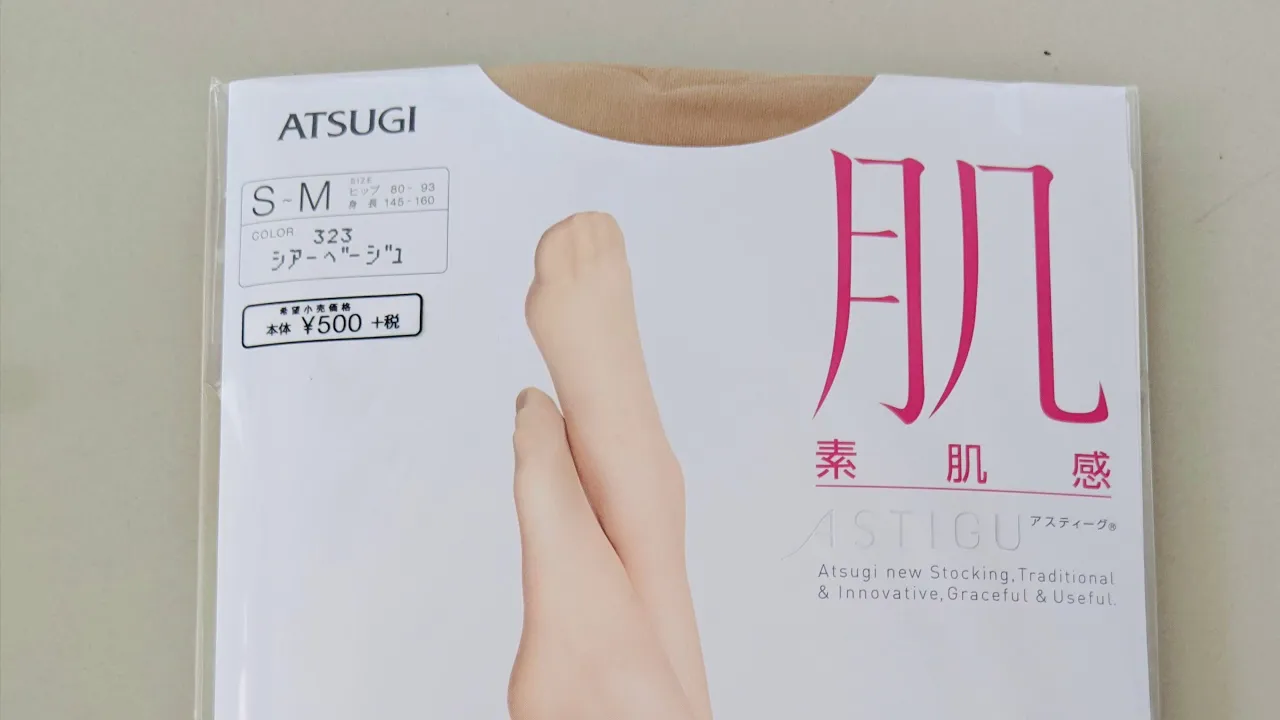 ATSUGI
S~M
SIZE
ヒップ 80- 93
身 長 145-160
COLOR 323
シアーベージュ
希望小売価格
本体 ¥500 +税
肌
素肌感
ASTIGU アスティーグ®
Atsugi new Stocking,Traditional
& Innovative,Graceful & Useful.